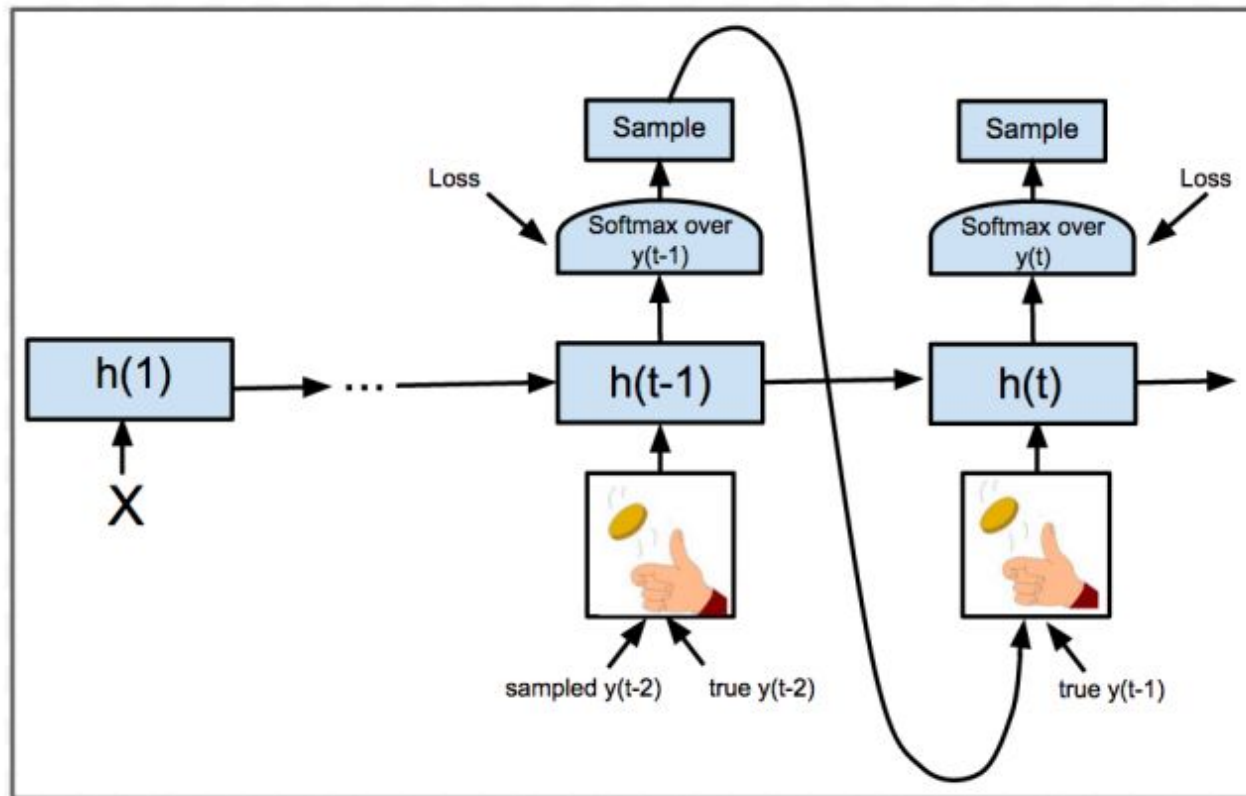 Sample
Sample
Loss
Loss
Softmax over
y(t-1)
Softmax over
y(t)
h(1)
...
h(t-1)
h(t)
X
sampled y(t-2)
true y(t-2)
true y(t-1)